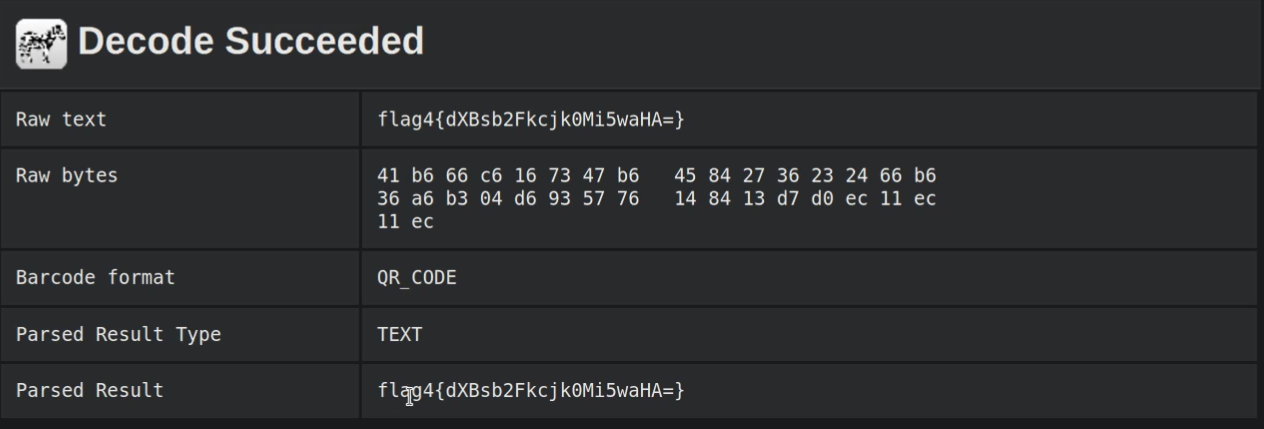 Decode Succeeded
Raw text flag4{dXBsb2Fkcjk0Mi5waHA=}
Raw bytes 41 b6 66 c6 16 73 47 b6 45 84 27 36 23 24 66 b6
36 a6 b3 04 d6 93 57 76 14 84 13 d7 d0 ec 11 ec
11 ec
Barcode format QR_CODE
Parsed Result Type TEXT
Parsed Result flag4{dXBsb2Fkcjk0Mi5waHA=}